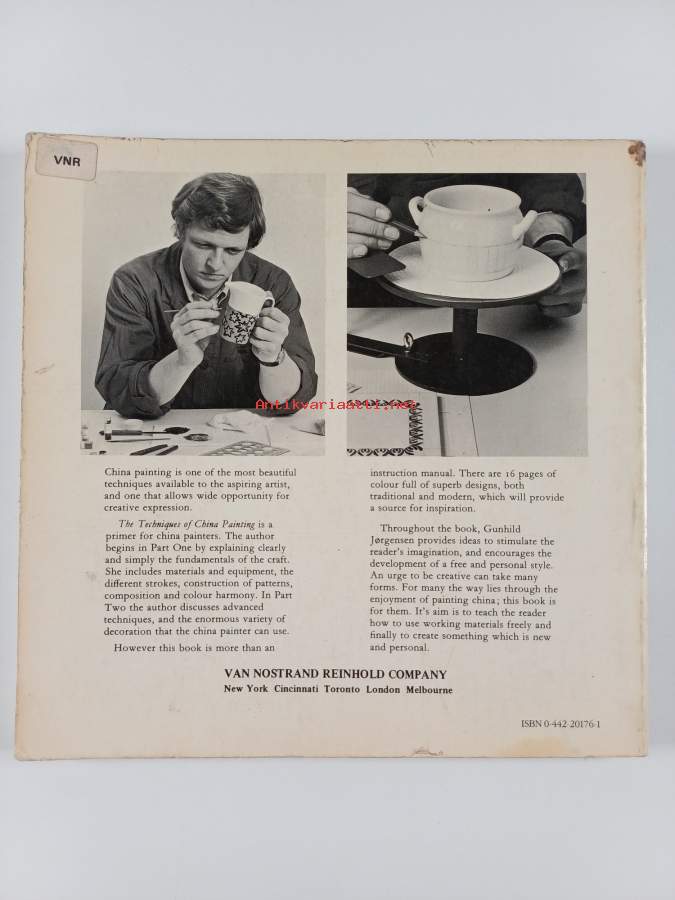 VNR
Antikvariaatti.net
China painting is one of the most beautiful
techniques available to the aspiring artist,
and one that allows wide opportunity for
creative expression.
The Techniques of China Painting is a
primer for china painters. The author
begins in Part One by explaining clearly
and simply the fundamentals of the craft.
She includes materials and equipment, the
different strokes, construction of patterns,
composition and colour harmony. In Part
Two the author discusses advanced
techniques, and the enormous variety of
decoration that the china painter can use.
However this book is more than an
instruction manual. There are 16 pages of
colour full of superb designs, both
traditional and modern, which will provide
a source for inspiration.
Throughout the book, Gunhild
Jørgensen provides ideas to stimulate the
reader's imagination, and encourages the
development of a free and personal style.
An urge to be creative can take many
forms. For many the way lies through the
enjoyment of painting china; this book is
for them. It's aim is to teach the reader
how to use working materials freely and
finally to create something which is new
and personal.
VAN NOSTRAND REINHOLD COMPANY
New York Cincinnati Toronto London Melbourne
ISBN 0-442-20176-1